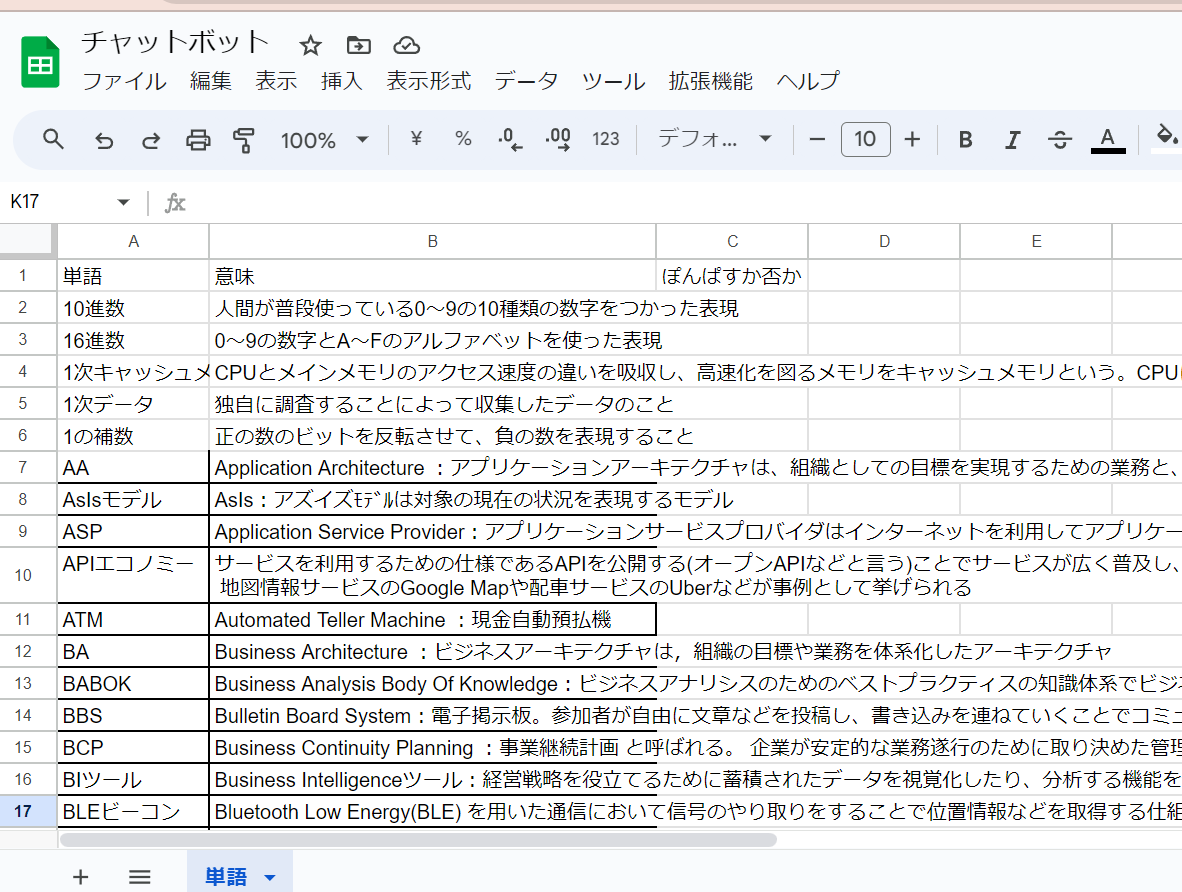 チャットボット
ファイル 編集 表示 挿入 表示形式 データ ツール 拡張機能 ヘルプ
100% ¥ % .0 .00 123 デフォ... 10 B I S A
K17 fx
A B C D E
1 単語 意味 ぽんぱすか否か
2 10進数 人間が普段使っている0～9の10種類の数字をつかった表現
3 16進数 0～9の数字とA～Fのアルファベットを使った表現
4 1次キャッシュメ CPUとメインメモリのアクセス速度の違いを吸収し、高速化を図るメモリをキャッシュメモリという。CPU
5 1次データ 独自に調査することによって収集したデータのこと
6 1の補数 正の数のビットを反転させて、負の数を表現すること
7 AA Application Architecture ：アプリケーションアーキテクチャは、組織としての目標を実現するための業務と、
8 AsIsモデル AsIs：アズイズﾓﾃﾞﾙは対象の現在の状況を表現するモデル
9 ASP Application Service Provider：アプリケーションサービスプロバイダはインターネットを利用してアプリケー
10 APIエコノミー サービスを利用するための仕様であるAPIを公開する(オープンAPIなどと言う)ことでサービスが広く普及し、
地図情報サービスのGoogle Mapや配車サービスのUberなどが事例として挙げられる
11 ATM Automated Teller Machine ：現金自動預払機
12 BA Business Architecture ：ビジネスアーキテクチャは，組織の目標や業務を体系化したアーキテクチャ
13 BABOK Business Analysis Body Of Knowledge：ビジネスアナリシスのためのベストプラクティスの知識体系でビジ
14 BBS Bulletin Board System：電子掲示板。参加者が自由に文章などを投稿し、書き込みを連ねていくことでコミュ
15 BCP Business Continuity Planning ：事業継続計画 と呼ばれる。 企業が安定的な業務遂行のために取り決めた管理
16 BIツール Business Intelligenceツール：経営戦略を役立てるために蓄積されたデータを視覚化したり、分析する機能を
17 BLEビーコン Bluetooth Low Energy(BLE) を用いた通信において信号のやり取りをすることで位置情報などを取得する仕組
単語